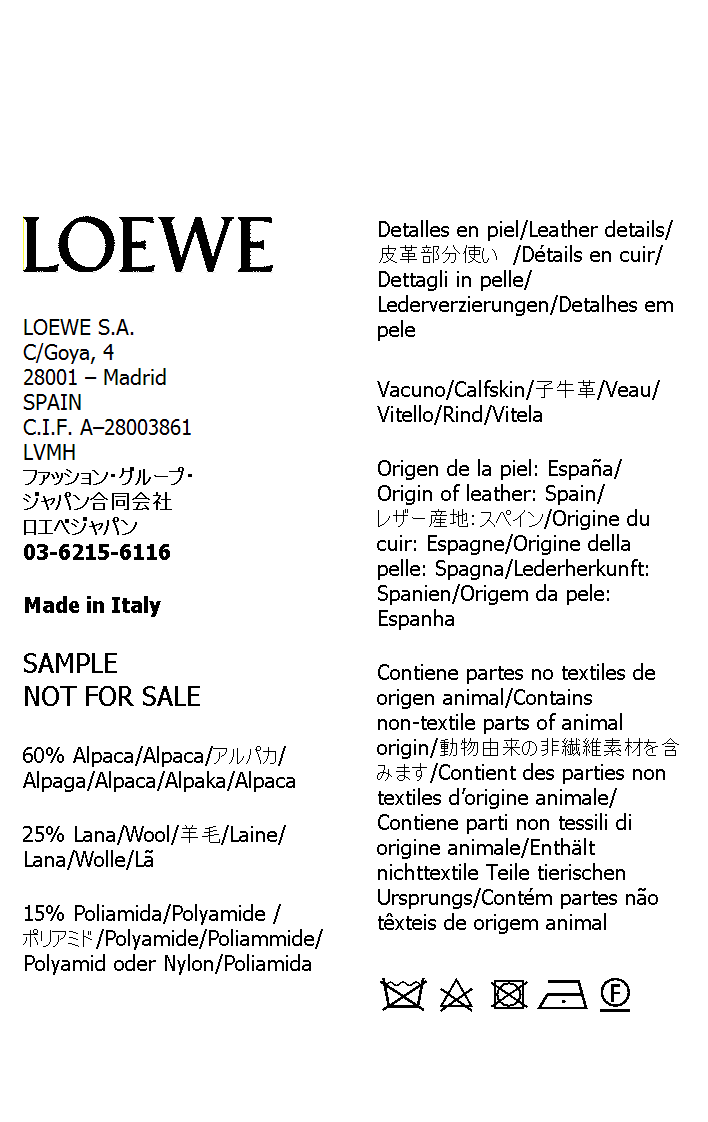 LOEWE
LOEWE S.A.
C/Goya, 4
28001 – Madrid
SPAIN
C.I.F. A–28003861
LVMH
ファッション・グループ・
ジャパン合同会社
ロエベジャパン
03-6215-6116
Made in Italy
SAMPLE
NOT FOR SALE
60% Alpaca/Alpaca/アルパカ/
Alpaga/Alpaca/Alpaka/Alpaca
25% Lana/Wool/羊毛/Laine/
Lana/Wolle/Lã
15% Poliamida/Polyamide /
ポリアミド/Polyamide/Poliammide/
Polyamid oder Nylon/Poliamida
Detalles en piel/Leather details/
皮革部分使い /Détails en cuir/
Dettagli in pelle/
Lederverzierungen/Detalhes em
pele
Vacuno/Calfskin/子牛革/Veau/
Vitello/Rind/Vitela
Origen de la piel: España/
Origin of leather: Spain/
レザー産地:スペイン/Origine du
cuir: Espagne/Origine della
pelle: Spagna/Lederherkunft:
Spanien/Origem da pele:
Espanha
Contiene partes no textiles de
origen animal/Contains
non-textile parts of animal
origin/動物由来の非繊維素材を含
みます/Contient des parties non
textiles d’origine animale/
Contiene parti non tessili di
origine animale/Enthält
nichttextile Teile tierischen
Ursprungs/Contém partes não
têxteis de origem animal
F